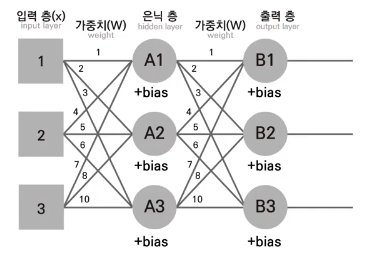 입력 층(x) 가중치(W) 은닉 층 가중치(W) 출력 층
input layer weight hidden layer weight output layer
1 1 A1 1 B1
2 2
3 +bias 3 +bias
4 4
2 5 A2 5 B2
6 6
7 +bias 7 +bias
8 8
3 10 A3 10 B3
+bias +bias